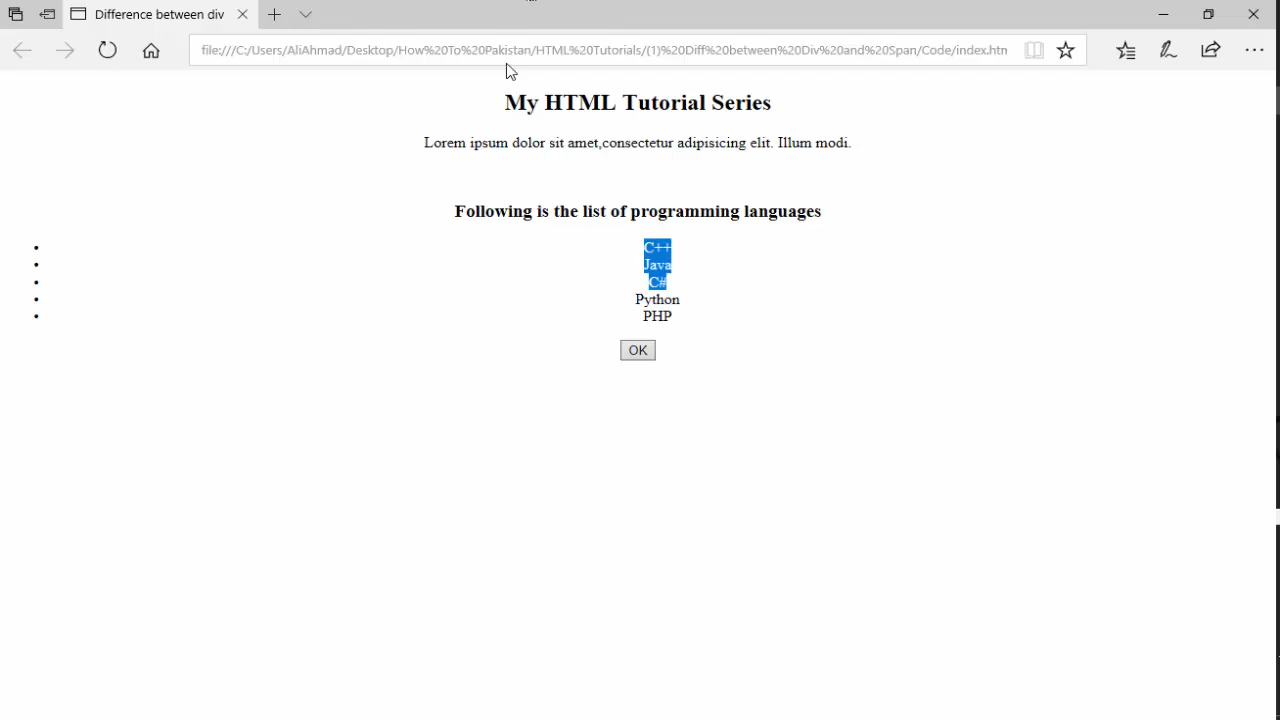 Difference between div
file:///C:/Users/AliAhmad/Desktop/How%20To%20Pakistan/HTML%20Tutorials/(1)%20Diff%20between%20Div%20and%20Span/Code/index.htn
My HTML Tutorial Series
Lorem ipsum dolor sit amet,consectetur adipisicing elit. Illum modi.
Following is the list of programming languages
• C++
• Java
• C#
• Python
• PHP
OK